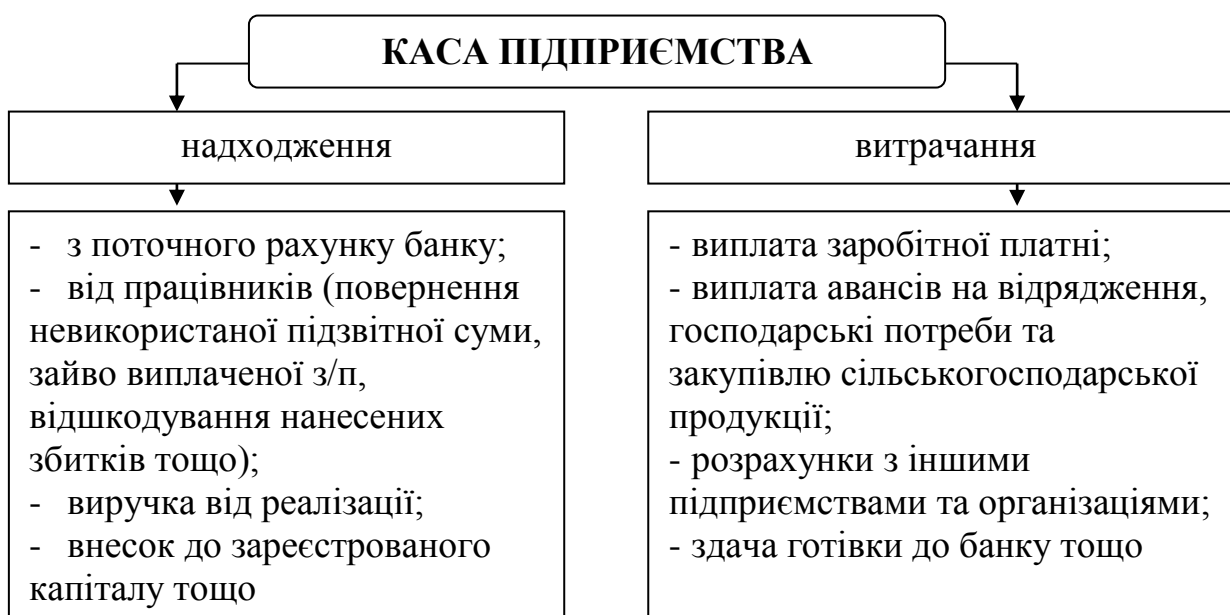 КАСА ПІДПРИЄМСТВА
надходження
витрачання
- з поточного рахунку банку;
- від працівників (повернення
невикористаної підзвітної суми,
зайво виплаченої з/п,
відшкодування нанесених
збитків тощо);
- виручка від реалізації;
- внесок до зареєстрованого
капіталу тощо
- виплата заробітної платні;
- виплата авансів на відрядження,
господарські потреби та
закупівлю сільськогосподарської
продукції;
- розрахунки з іншими
підприємствами та організаціями;
- здача готівки до банку тощо